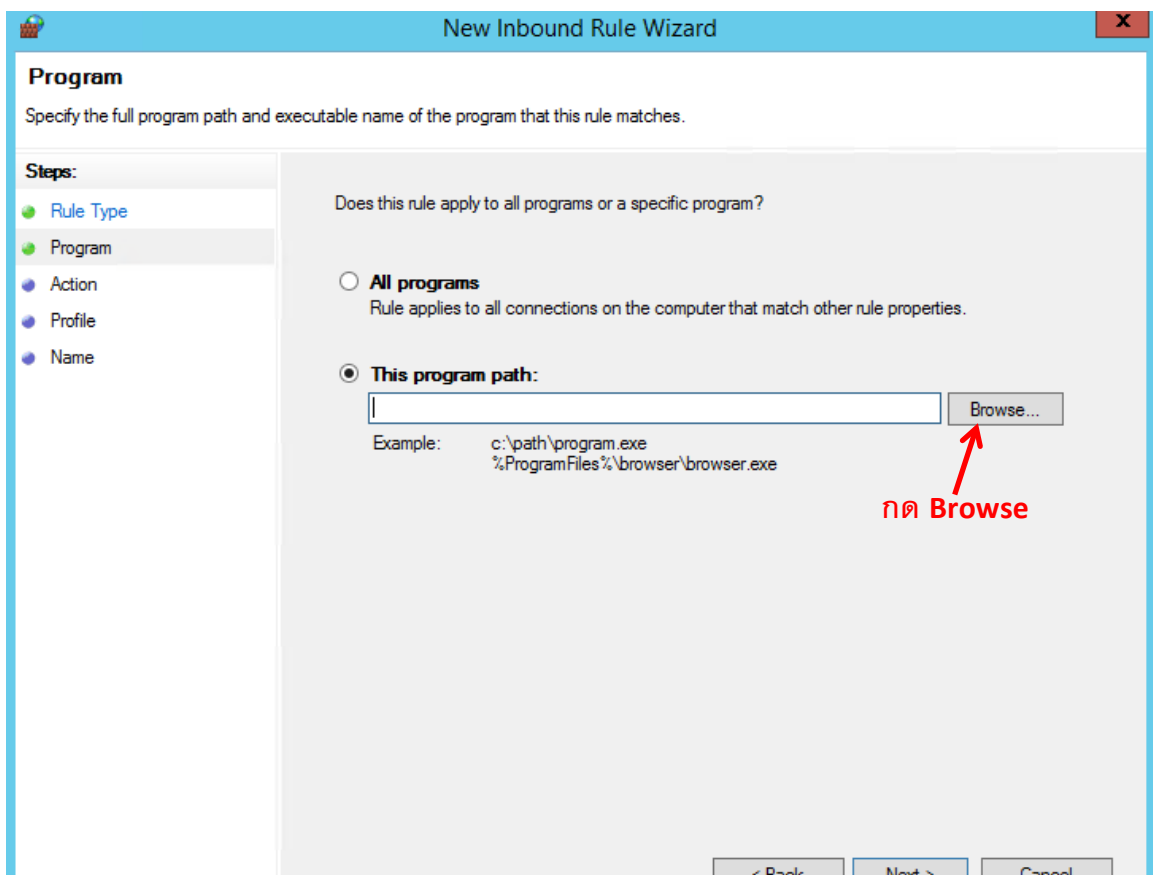 New Inbound Rule Wizard
x
Program
Specify the full program path and executable name of the program that this rule matches.
Steps:
Rule Type
Program
Action
Profile
Name
Does this rule apply to all programs or a specific program?
All programs
Rule applies to all connections on the computer that match other rule properties.
This program path:
Browse...
Example: c:\path\program.exe
%ProgramFiles%\browser\browser.exe
กด Browse
< Back Next > Cancel